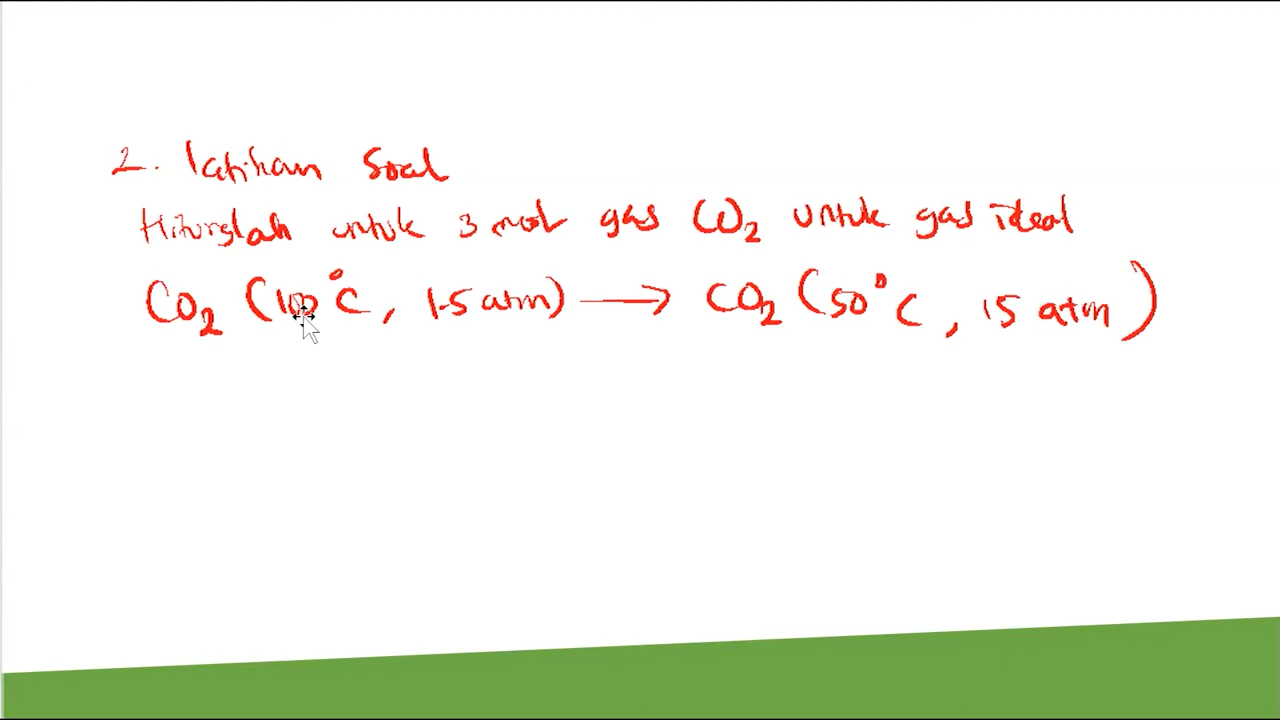 2. latihan soal
Hitunglah untuk 3 mol gas CO₂ untuk gas ideal
CO₂ (100°C, 1.5 atm) → CO₂ (50°C, 15 atm)